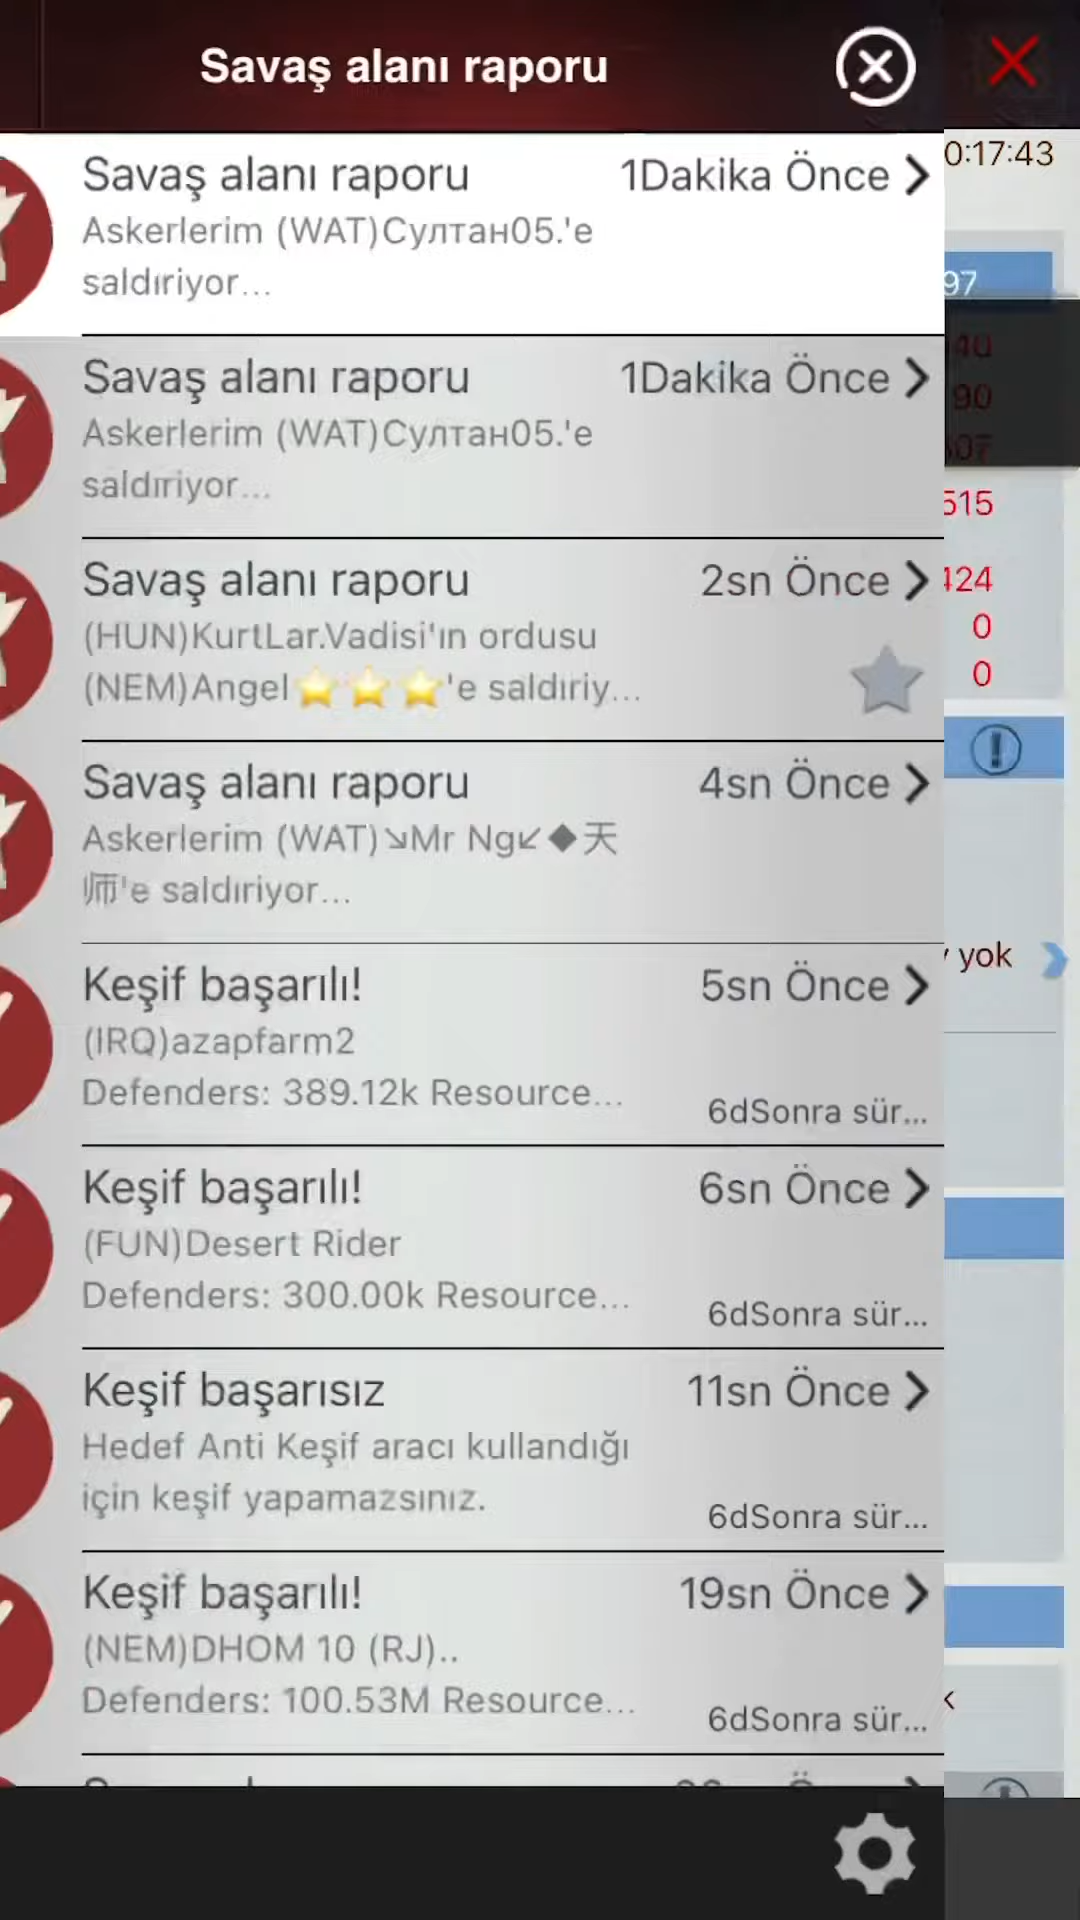 Savaş alanı raporu
0:17:43
Savaş alanı raporu 1Dakika Önce
Askerlerim (WAT)Султан05.'e
saldırıyor...
97
Savaş alanı raporu 1Dakika Önce
Askerlerim (WAT)Султан05.'e
saldırıyor...
90
515
Savaş alanı raporu 2sn Önce
424
(HUN)KurtLar.Vadisi'ın ordusu
0
(NEM)Angel⭐⭐⭐'e saldırıy...
0
Savaş alanı raporu 4sn Önce
Askerlerim (WAT)↘Mr Ng↙◆天
师'e saldırıyor...
yok
Keşif başarılı! 5sn Önce
(IRQ)azapfarm2
Defenders: 389.12k Resource...
6dSonra sür...
Keşif başarılı! 6sn Önce
(FUN)Desert Rider
Defenders: 300.00k Resource...
6dSonra sür...
Keşif başarısız 11sn Önce
Hedef Anti Keşif aracı kullandığı
için keşif yapamazsınız.
6dSonra sür...
Keşif başarılı! 19sn Önce
(NEM)DHOM 10 (RJ)..
Defenders: 100.53M Resource...
6dSonra sür...